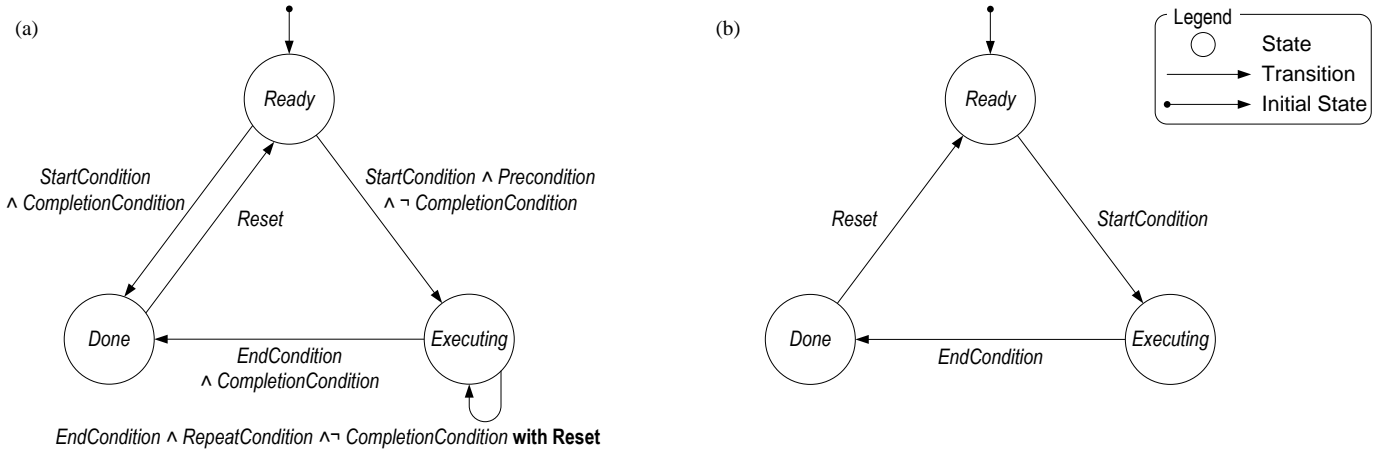 (a)
Ready
StartCondition
∧ CompletionCondition
Reset
StartCondition ∧ Precondition
∧ ¬ CompletionCondition
Done
Executing
EndCondition
∧ CompletionCondition
EndCondition ∧ RepeatCondition ∧¬ CompletionCondition with Reset
(b)
Ready
Reset
StartCondition
Done
Executing
EndCondition
Legend
State
Transition
Initial State